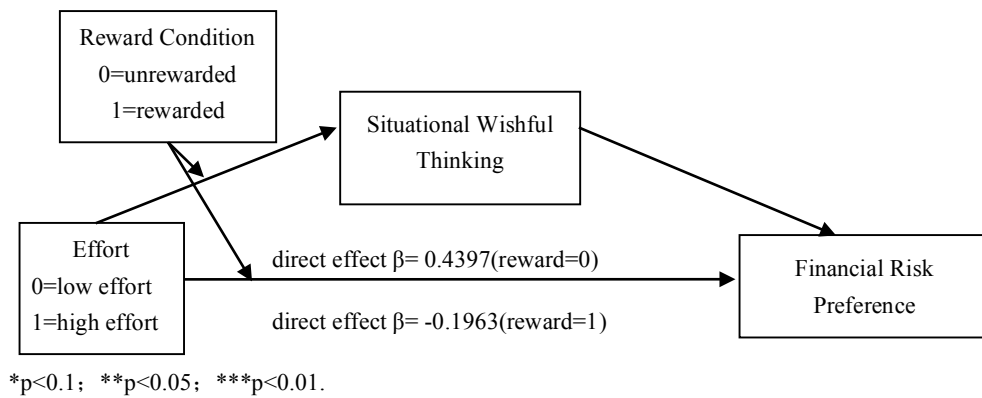 Reward Condition
0=unrewarded
1=rewarded
Situational Wishful
Thinking
Effort
0=low effort
1=high effort
direct effect β= 0.4397(reward=0)
direct effect β= -0.1963(reward=1)
Financial Risk
Preference
*p<0.1；**p<0.05；***p<0.01.